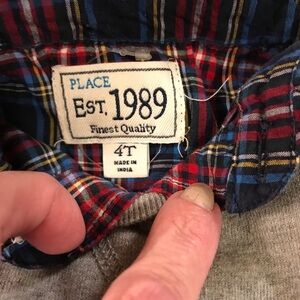 PLACE
EST. 1989
Finest Quality
4T
MADE IN
INDIA